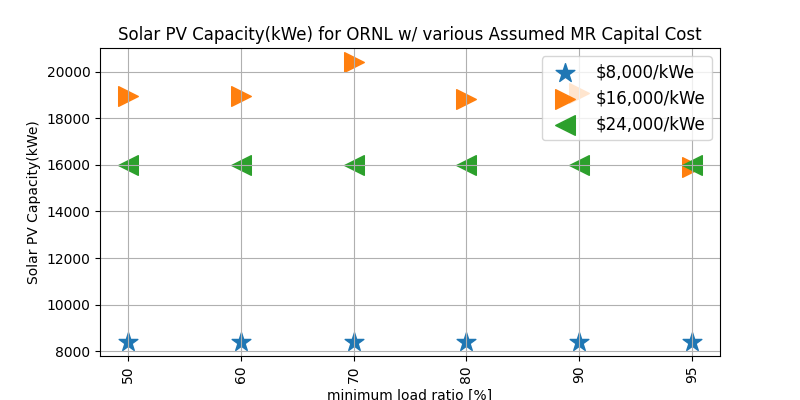 Solar PV Capacity(kWe) for ORNL w/ various Assumed MR Capital Cost
Solar PV Capacity(kWe)
20000
18000
16000
14000
12000
10000
8000
$8,000/kWe
$16,000/kWe
$24,000/kWe
50
60
70
80
90
95
minimum load ratio [%]